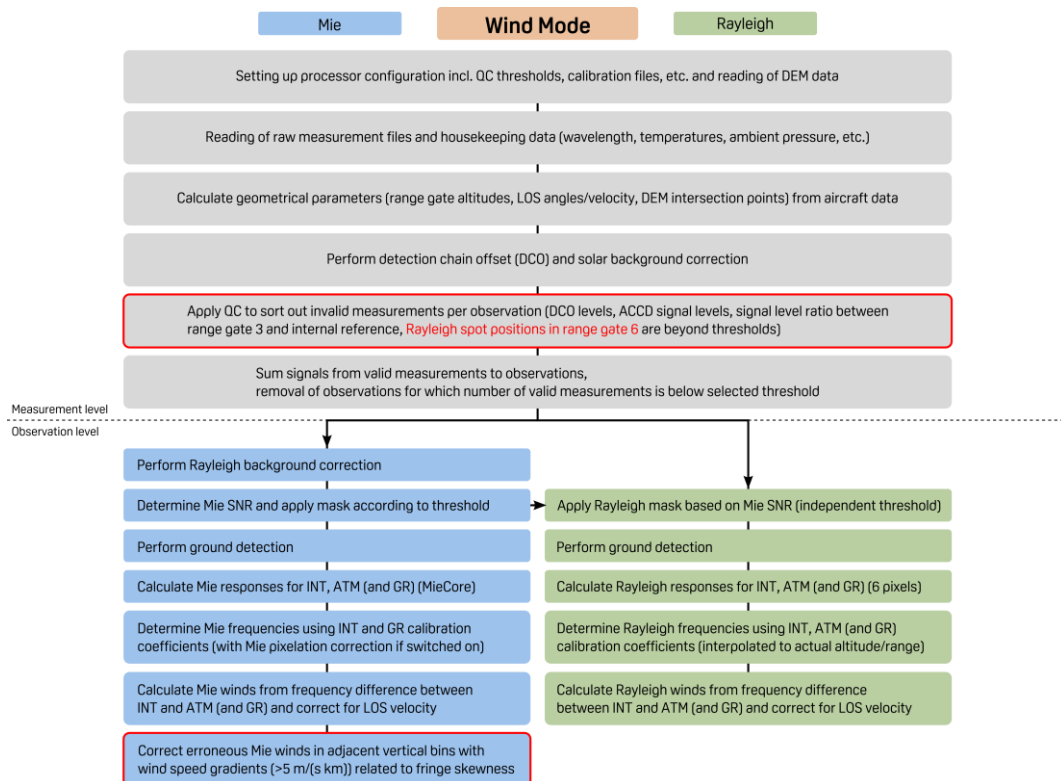 Mie
Wind Mode
Rayleigh
Setting up processor configuration incl. QC thresholds, calibration files, etc. and reading of DEM data
Reading of raw measurement files and housekeeping data (wavelength, temperatures, ambient pressure, etc.)
Calculate geometrical parameters (range gate altitudes, LOS angles/velocity, DEM intersection points) from aircraft data
Perform detection chain offset (DCO) and solar background correction
Apply QC to sort out invalid measurements per observation (DCO levels, ACCD signal levels, signal level ratio between
range gate 3 and internal reference, Rayleigh spot positions in range gate 6 are beyond thresholds)
Sum signals from valid measurements to observations,
removal of observations for which number of valid measurements is below selected threshold
Measurement level
Observation level
Perform Rayleigh background correction
Determine Mie SNR and apply mask according to threshold
Perform ground detection
Calculate Mie responses for INT, ATM (and GR) (MieCore)
Determine Mie frequencies using INT and GR calibration
coefficients (with Mie pixelation correction if switched on)
Calculate Mie winds from frequency difference between
INT and ATM (and GR) and correct for LOS velocity
Correct erroneous Mie winds in adjacent vertical bins with
wind speed gradients (>5 m/(s km)) related to fringe skewness
Apply Rayleigh mask based on Mie SNR (independent threshold)
Perform ground detection
Calculate Rayleigh responses for INT, ATM (and GR) (6 pixels)
Determine Rayleigh frequencies using INT, ATM (and GR)
calibration coefficients (interpolated to actual altitude/range)
Calculate Rayleigh winds from frequency difference
between INT and ATM (and GR) and correct for LOS velocity